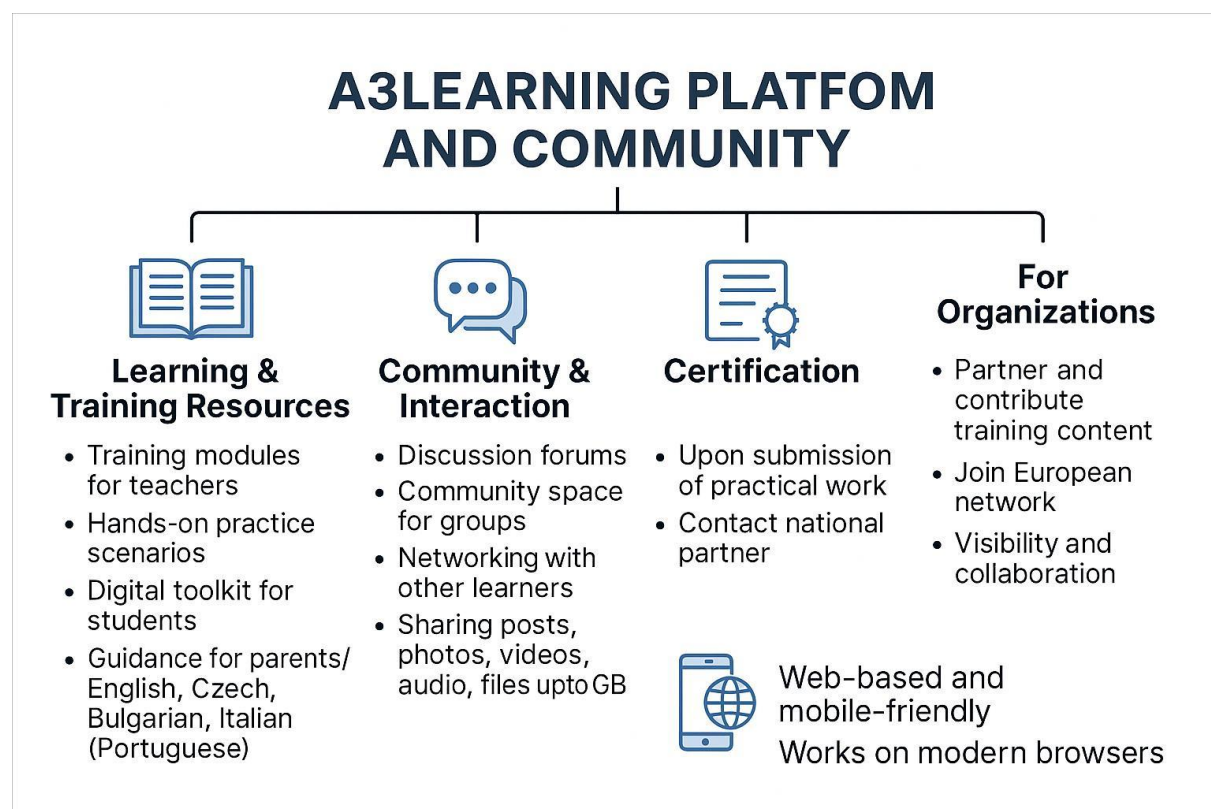 A3LEARNING PLATFOM
AND COMMUNITY
Learning &
Training Resources
• Training modules
for teachers
• Hands-on practice
scenarios
• Digital toolkit for
students
• Guidance for parents/
English, Czech,
Bulgarian, Italian
(Portuguese)
Community &
Interaction
• Discussion forums
• Community space
for groups
• Networking with
other learners
• Sharing posts,
photos, videos,
audio, files upto GB
Certification
• Upon submission
of practical work
• Contact national
partner
For
Organizations
• Partner and
contribute
training content
• Join European
network
• Visibility and
collaboration
Web-based and
mobile-friendly
Works on modern browsers